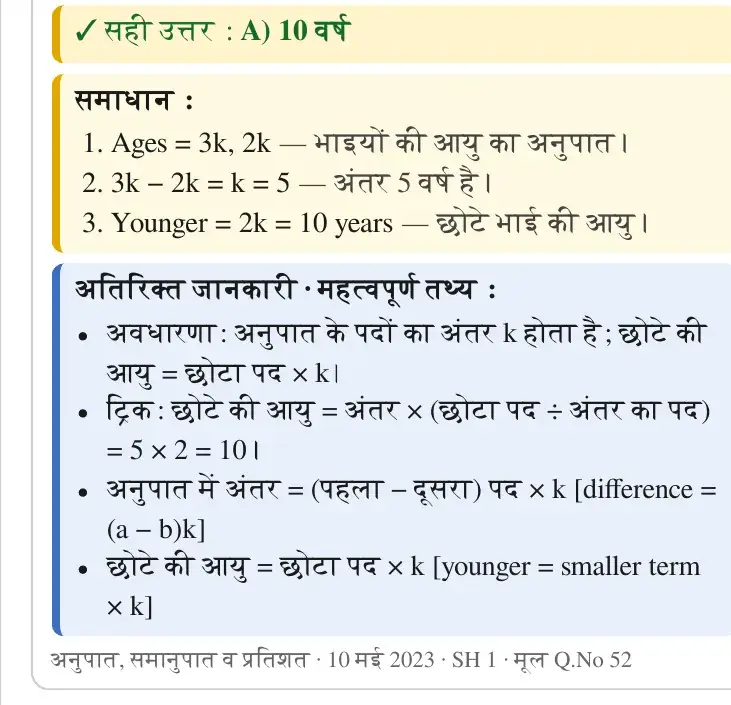 ✓ सही उत्तर : A) 10 वर्ष
समाधान :
1. Ages = 3k, 2k — भाइयों की आयु का अनुपात।
2. 3k − 2k = k = 5 — अंतर 5 वर्ष है।
3. Younger = 2k = 10 years — छोटे भाई की आयु।
अतिरिक्त जानकारी · महत्वपूर्ण तथ्य :
• अवधारणा : अनुपात के पदों का अंतर k होता है ; छोटे की
आयु = छोटा पद × k।
• ट्रिक : छोटे की आयु = अंतर × (छोटा पद ÷ अंतर का पद)
= 5 × 2 = 10।
• अनुपात में अंतर = (पहला − दूसरा) पद × k [difference =
(a − b)k]
• छोटे की आयु = छोटा पद × k [younger = smaller term
× k]
अनुपात, समानुपात व प्रतिशत · 10 मई 2023 · SH 1 · मूल Q.No 52